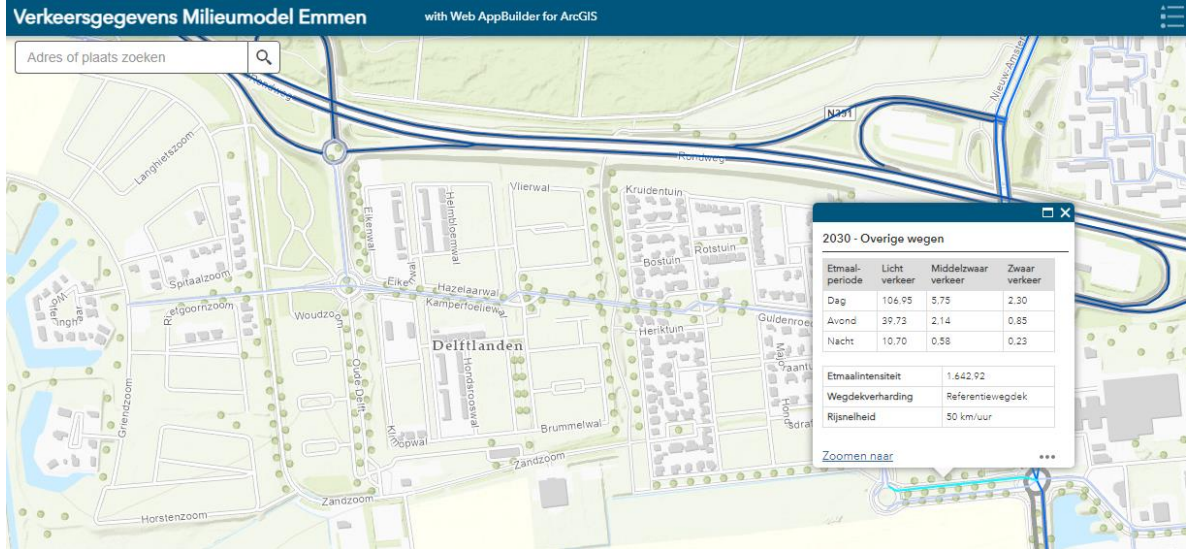 Verkeersgegevens Milieumodel Emmen with Web AppBuilder for ArcGIS
Adres of plaats zoeken
Rondweg
N391
Rondweg
Langhietszoom
Vlierwal
Kruidentuin
Eikenwal
Helmbloemwal
Rotstuin
Bostuin
Spitaalzoom
Hazelaarwal
Kamperfoeliewal
Woudzoom
Heriktuin
Delftlanden
Oude Delft
Hondsrooswal
Griendzoom
Brummelwal
Zandzoom
Zandzoom
Horstenzoom
2030 - Overige wegen
Etmaal-periode Licht verkeer Middelzwaar verkeer Zwaar verkeer
Dag 106,95 5,75 2,30
Avond 39,73 2,14 0,85
Nacht 10,70 0,58 0,23
Etmaalintensiteit 1.642,92
Wegdekverharding Referentiewegdek
Rijsnelheid 50 km/uur
Zoomen naar